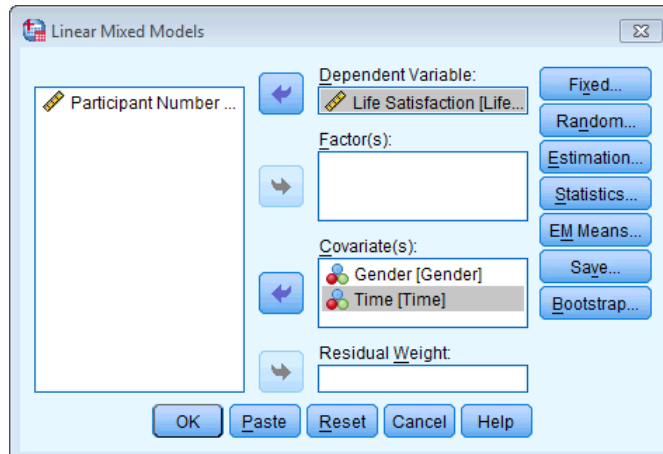 Linear Mixed Models
Participant Number ...
Dependent Variable:
Life Satisfaction [Life...
Factor(s):
Covariate(s):
Gender [Gender]
Time [Time]
Residual Weight:
Fixed...
Random...
Estimation...
Statistics...
EM Means...
Save...
Bootstrap...
OK Paste Reset Cancel Help